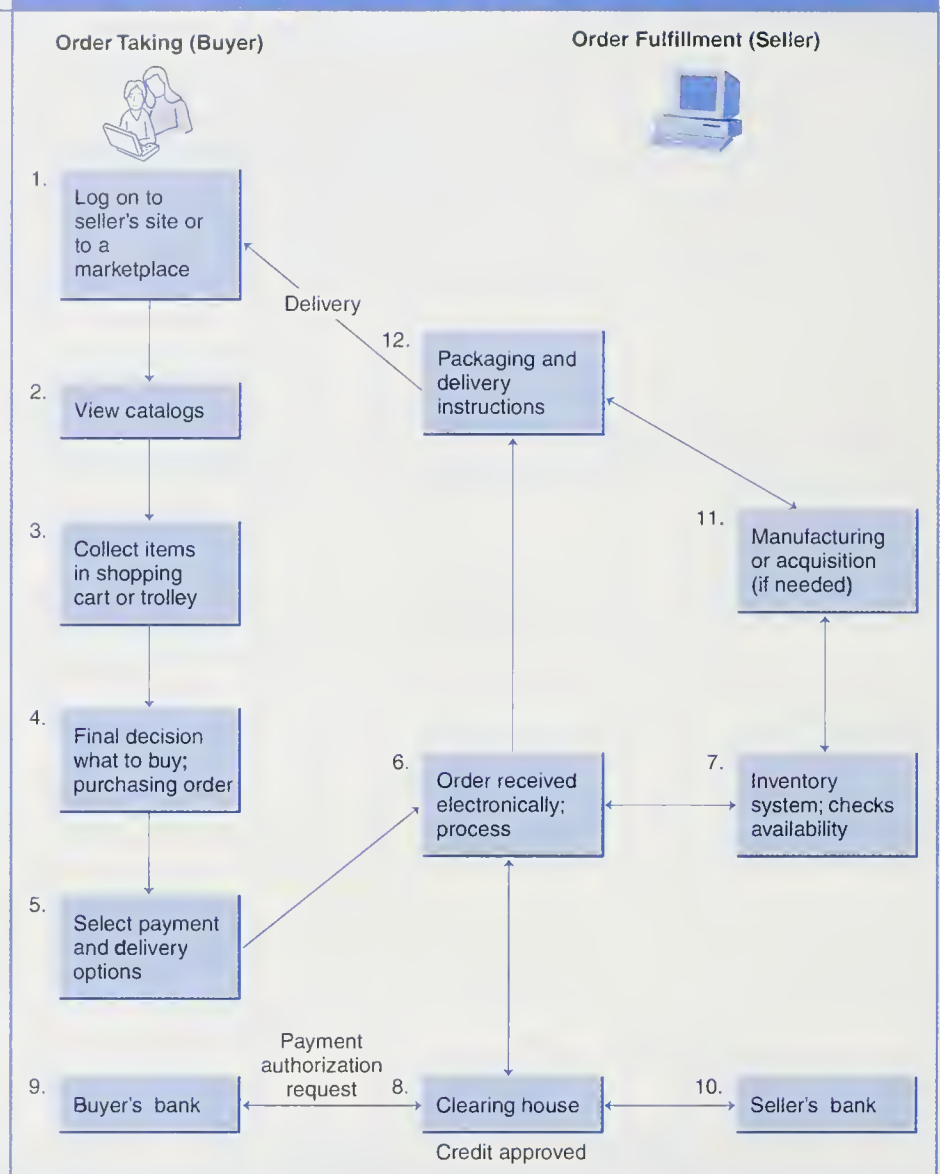 Order Taking (Buyer)
Order Fulfillment (Seller)
1.
Log on to
seller's site or
to a
marketplace
Delivery
12.
Packaging and
delivery
instructions
2.
View catalogs
3.
Collect items
in shopping
cart or trolley
11.
Manufacturing
or acquisition
(if needed)
4.
Final decision
what to buy;
purchasing order
6.
Order received
electronically;
process
7.
Inventory
system; checks
availability
5.
Select payment
and delivery
options
Payment
authorization
request
9.
Buyer's bank
8.
Clearing house
10.
Seller's bank
Credit approved